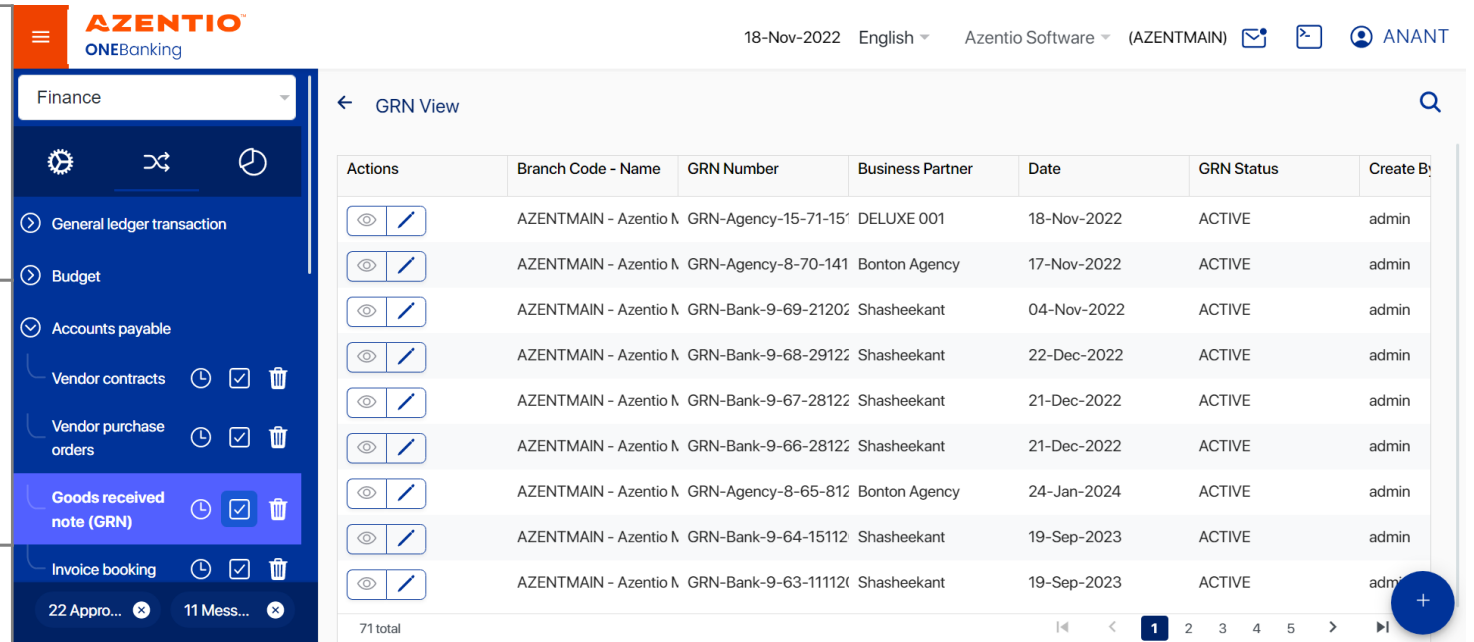 AZENTIO™
ONEBanking
18-Nov-2022 English Azentio Software (AZENTMAIN) ANANT
Finance
General ledger transaction
Budget
Accounts payable
Vendor contracts
Vendor purchase
orders
Goods received
note (GRN)
Invoice booking
22 Appro...
11 Mess...
GRN View
Actions Branch Code - Name GRN Number Business Partner Date GRN Status Create By
AZENTMAIN - Azentio M GRN-Agency-15-71-151 DELUXE 001 18-Nov-2022 ACTIVE admin
AZENTMAIN - Azentio M GRN-Agency-8-70-141 Bonton Agency 17-Nov-2022 ACTIVE admin
AZENTMAIN - Azentio M GRN-Bank-9-69-21202 Shasheekant 04-Nov-2022 ACTIVE admin
AZENTMAIN - Azentio M GRN-Bank-9-68-29122 Shasheekant 22-Dec-2022 ACTIVE admin
AZENTMAIN - Azentio M GRN-Bank-9-67-28122 Shasheekant 21-Dec-2022 ACTIVE admin
AZENTMAIN - Azentio M GRN-Bank-9-66-28122 Shasheekant 21-Dec-2022 ACTIVE admin
AZENTMAIN - Azentio M GRN-Agency-8-65-812 Bonton Agency 24-Jan-2024 ACTIVE admin
AZENTMAIN - Azentio M GRN-Bank-9-64-15112 Shasheekant 19-Sep-2023 ACTIVE admin
AZENTMAIN - Azentio M GRN-Bank-9-63-11112 Shasheekant 19-Sep-2023 ACTIVE adm
71 total
1 2 3 4 5